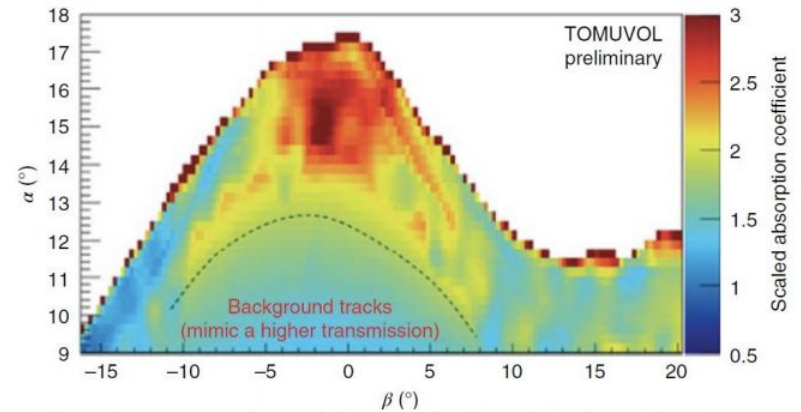 18
17
16
15
14
13
12
11
10
9
α (°)
TOMUVOL
preliminary
Background tracks
(mimic a higher transmission)
−15 −10 −5 0 5 10 15 20
β (°)
3
2.5
2
1.5
1
0.5
Scaled absorption coefficient